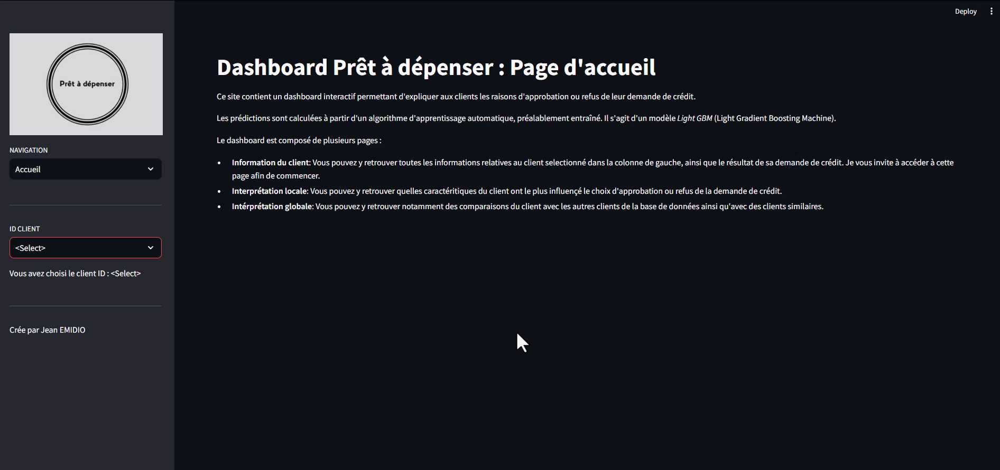 Deploy
Prêt à dépenser
NAVIGATION
Accueil
ID CLIENT
<Select>
Vous avez choisi le client ID : <Select>
Crée par Jean EMIDIO
Dashboard Prêt à dépenser : Page d'accueil
Ce site contient un dashboard interactif permettant d'expliquer aux clients les raisons d'approbation ou refus de leur demande de crédit.
Les prédictions sont calculées à partir d'un algorithme d'apprentissage automatique, préalablement entraîné. Il s'agit d'un modèle Light GBM (Light Gradient Boosting Machine).
Le dashboard est composé de plusieurs pages :
• Information du client: Vous pouvez y retrouver toutes les informations relatives au client selectionné dans la colonne de gauche, ainsi que le résultat de sa demande de crédit. Je vous invite à accéder à cette
page afin de commencer.
• Interprétation locale: Vous pouvez y retrouver quelles caractéritiques du client ont le plus influençé le choix d'approbation ou refus de la demande de crédit.
• Intérprétation globale: Vous pouvez y retrouver notamment des comparaisons du client avec les autres clients de la base de données ainsi qu'avec des clients similaires.